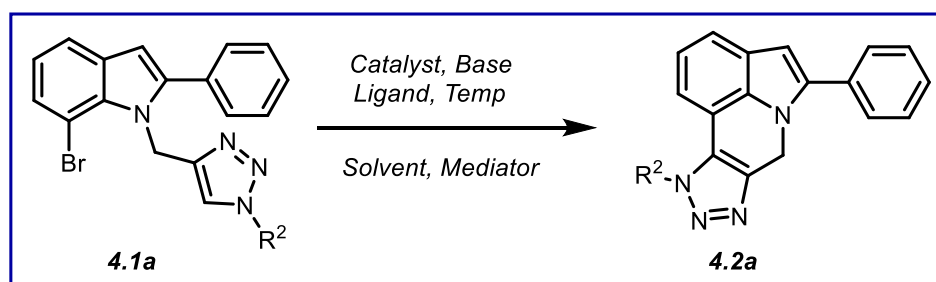 Catalyst, Base
Ligand, Temp
Solvent, Mediator
Br
N
N
N
N
R2
4.1a
N
R2
N
N
N
4.2a